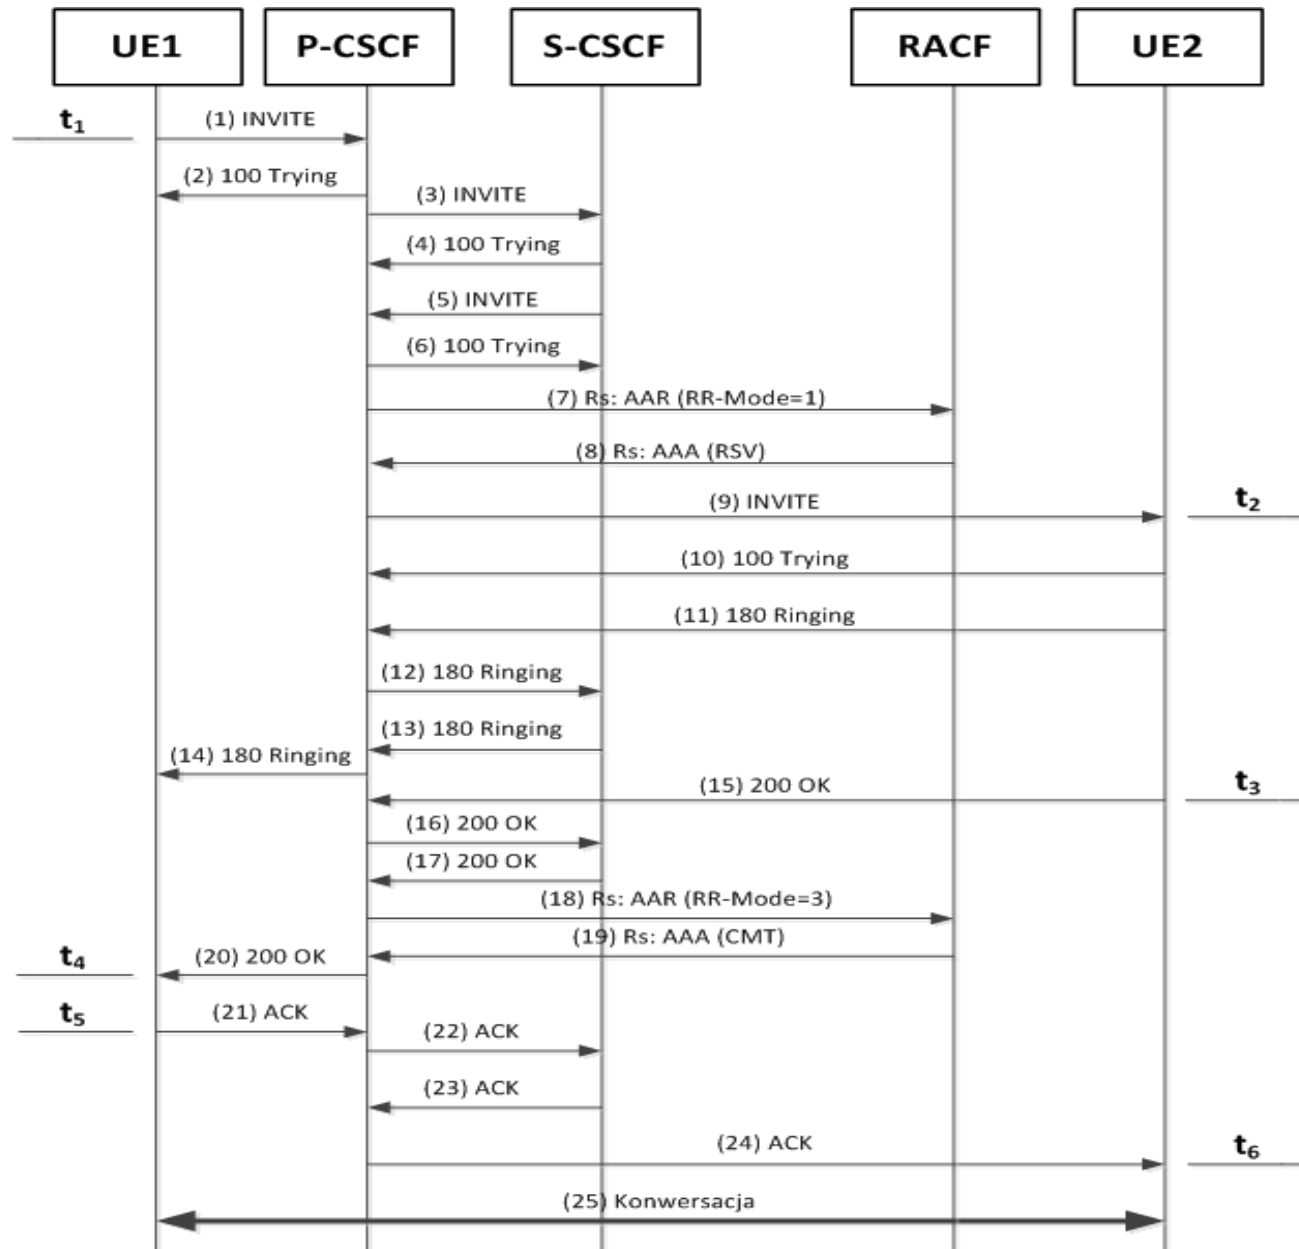 UE1 P-CSCF S-CSCF RACF UE2
t₁ (1) INVITE
(2) 100 Trying
(3) INVITE
(4) 100 Trying
(5) INVITE
(6) 100 Trying
(7) Rs: AAR (RR-Mode=1)
(8) Rs: AAA (RSV)
(9) INVITE t₂
(10) 100 Trying
(11) 180 Ringing
(12) 180 Ringing
(13) 180 Ringing
(14) 180 Ringing
(15) 200 OK t₃
(16) 200 OK
(17) 200 OK
(18) Rs: AAR (RR-Mode=3)
(19) Rs: AAA (CMT)
t₄ (20) 200 OK
t₅ (21) ACK
(22) ACK
(23) ACK
(24) ACK t₆
(25) Konwersacja